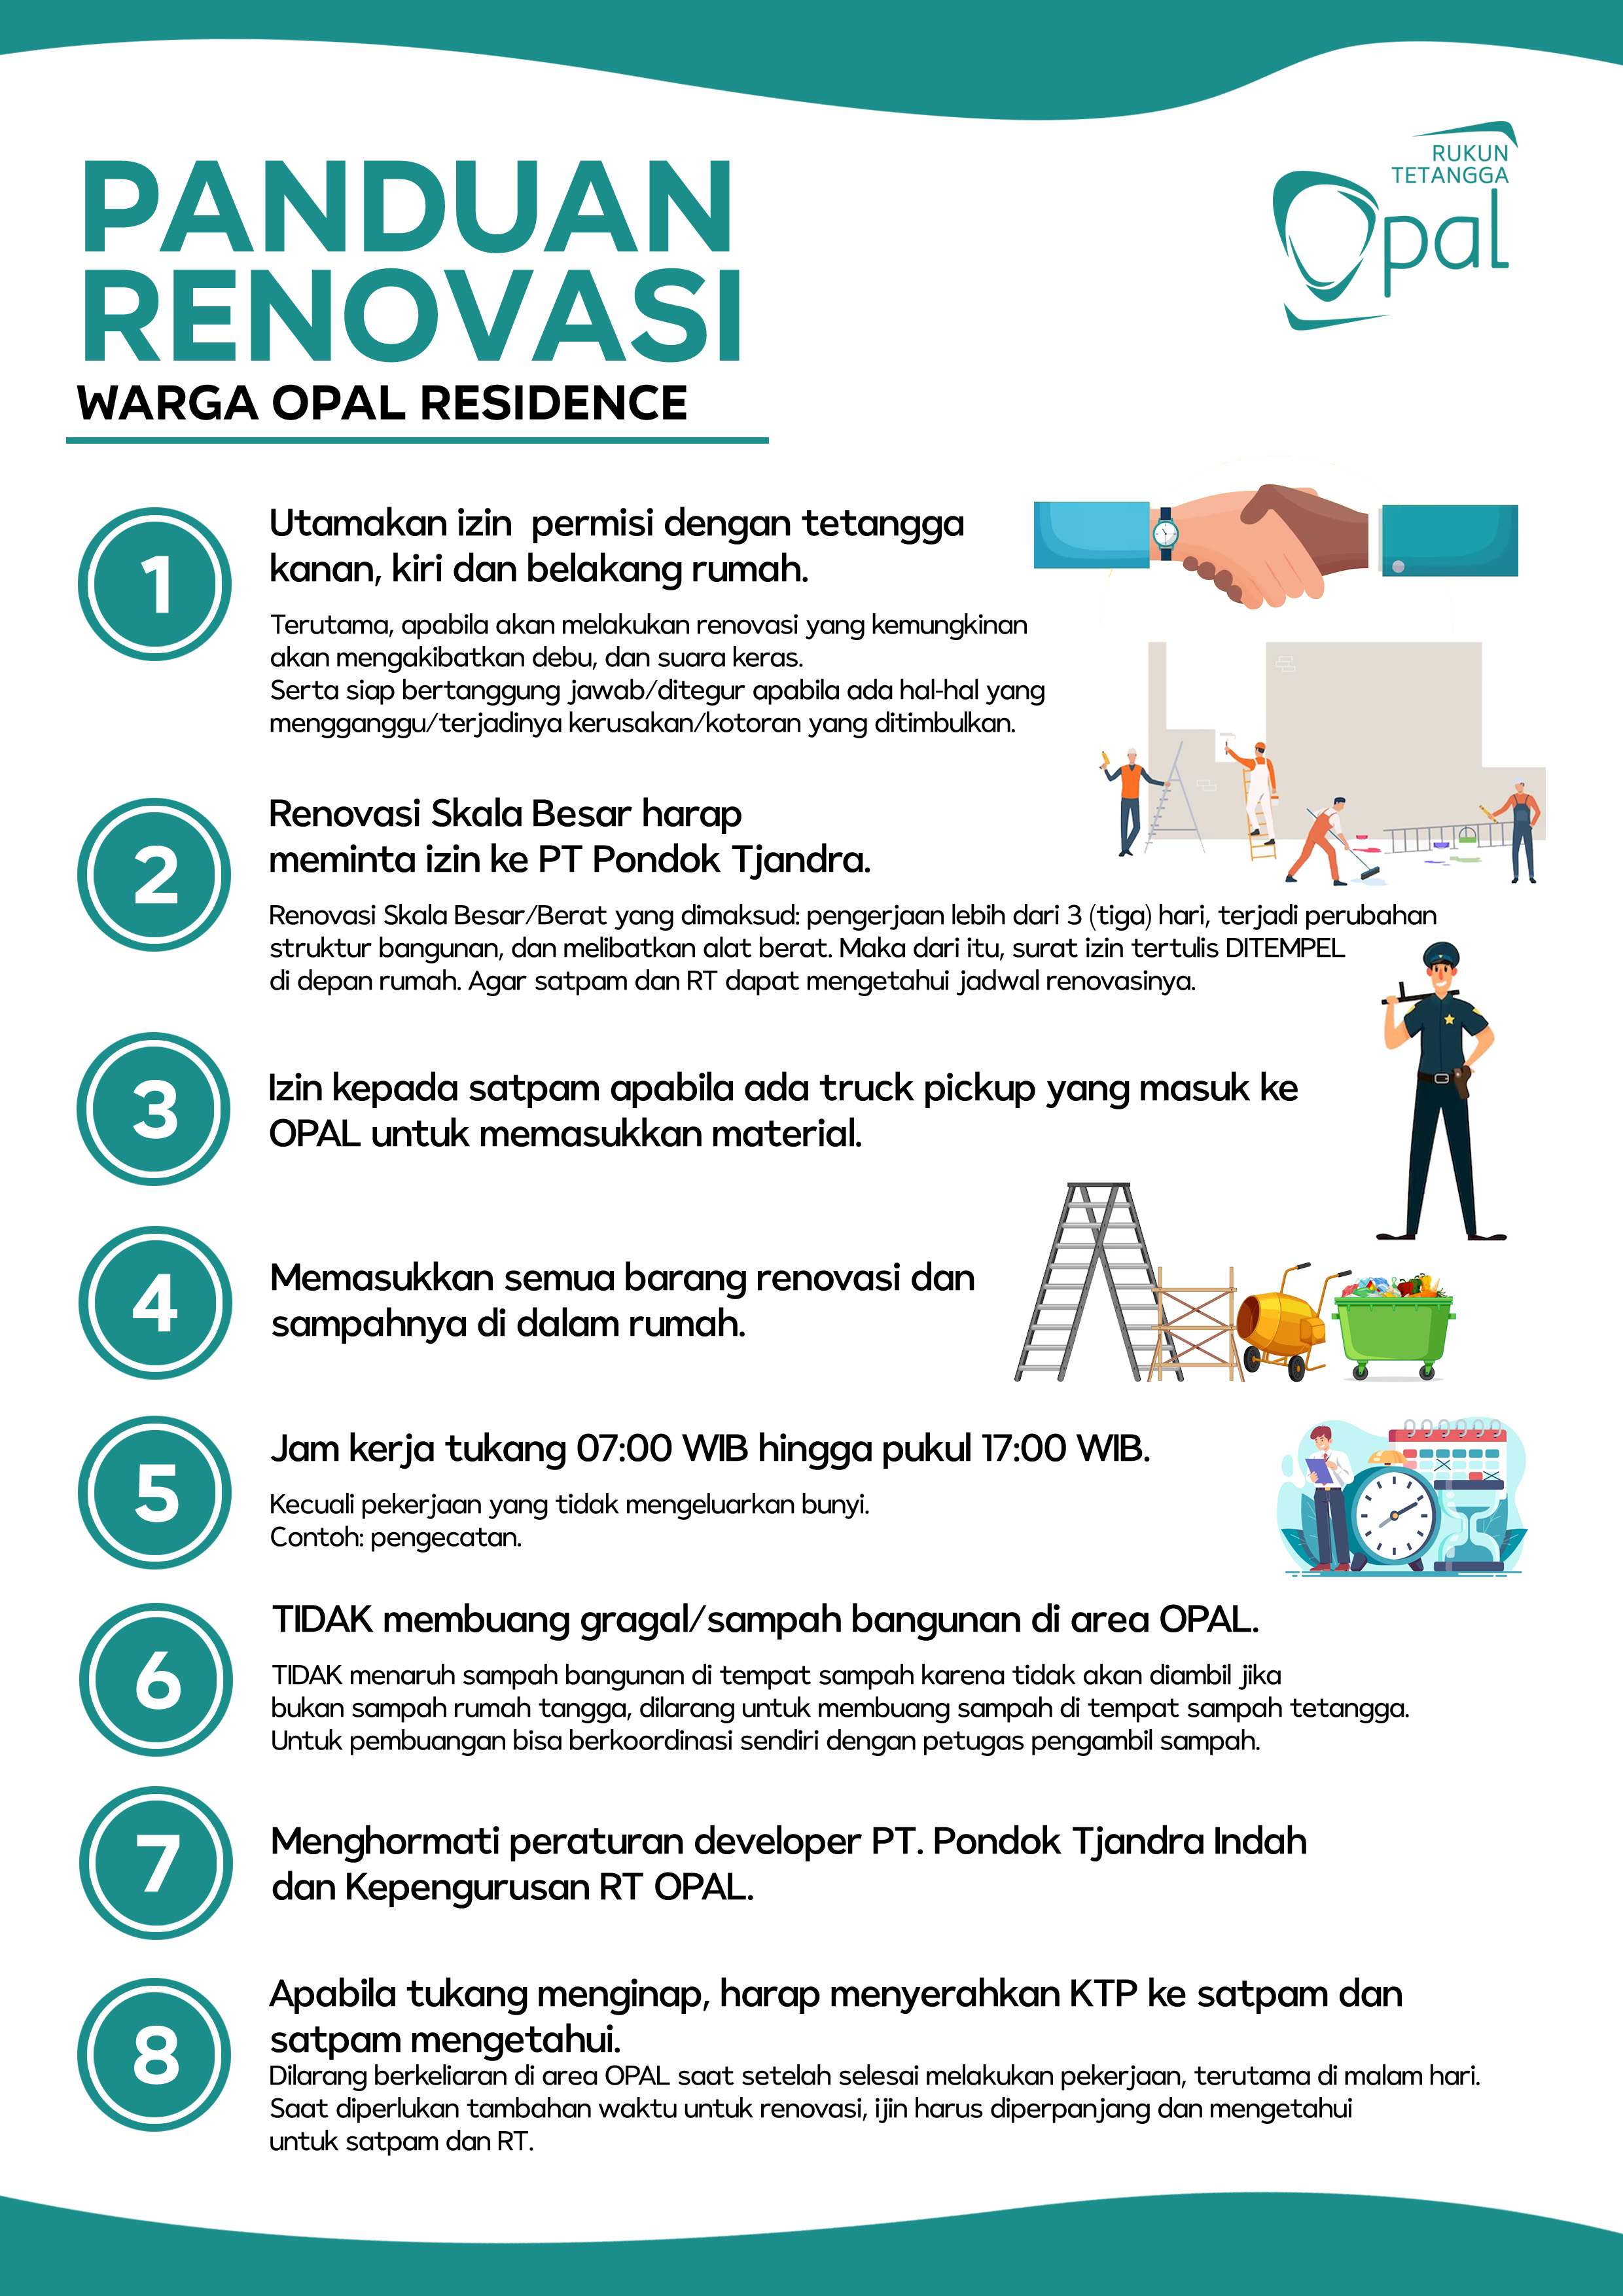 PANDUAN
RENOVASI
WARGA OPAL RESIDENCE
RUKUN
TETANGGA
Opal
1
Utamakan izin  permisi dengan tetangga
kanan, kiri dan belakang rumah.
Terutama, apabila akan melakukan renovasi yang kemungkinan
akan mengakibatkan debu, dan suara keras.
Serta siap bertanggung jawab/ditegur apabila ada hal-hal yang
mengganggu/terjadinya kerusakan/kotoran yang ditimbulkan.
2
Renovasi Skala Besar harap
meminta izin ke PT Pondok Tjandra.
Renovasi Skala Besar/Berat yang dimaksud: pengerjaan lebih dari 3 (tiga) hari, terjadi perubahan
struktur bangunan, dan melibatkan alat berat. Maka dari itu, surat izin tertulis DITEMPEL
di depan rumah. Agar satpam dan RT dapat mengetahui jadwal renovasinya.
3
Izin kepada satpam apabila ada truck pickup yang masuk ke
OPAL untuk memasukkan material.
4
Memasukkan semua barang renovasi dan
sampahnya di dalam rumah.
5
Jam kerja tukang 07:00 WIB hingga pukul 17:00 WIB.
Kecuali pekerjaan yang tidak mengeluarkan bunyi.
Contoh: pengecatan.
6
TIDAK membuang gragal/sampah bangunan di area OPAL.
TIDAK menaruh sampah bangunan di tempat sampah karena tidak akan diambil jika
bukan sampah rumah tangga, dilarang untuk membuang sampah di tempat sampah tetangga.
Untuk pembuangan bisa berkoordinasi sendiri dengan petugas pengambil sampah.
7
Menghormati peraturan developer PT. Pondok Tjandra Indah
dan Kepengurusan RT OPAL.
8
Apabila tukang menginap, harap menyerahkan KTP ke satpam dan
satpam mengetahui.
Dilarang berkeliaran di area OPAL saat setelah selesai melakukan pekerjaan, terutama di malam hari.
Saat diperlukan tambahan waktu untuk renovasi, ijin harus diperpanjang dan mengetahui
untuk satpam dan RT.